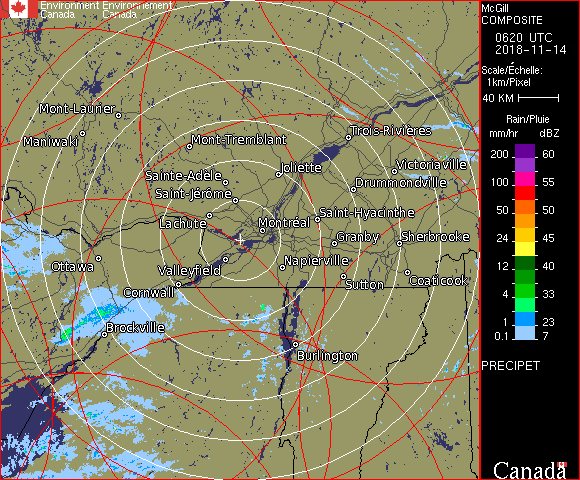 Environment Environnement
Canada Canada
McGill
COMPOSITE
0620 UTC
2018-11-14
Scale/Échelle:
1km/Pixel
40 KM
Rain/Pluie
mm/hr dBZ
200 60
150 57
100 55
50 50
24 45
12 40
4 33
1 23
0.1 7
PRECIPET
Canada
Mont-Laurier
Maniwaki
Mont-Tremblant
Trois-Rivières
Sainte-Adèle
Joliette
Victoriaville
Saint-Jérôme
Drummondville
Lachute
Montréal
Saint-Hyacinthe
Granby
Sherbrooke
Ottawa
Valleyfield
Napierville
Cornwall
Sutton
Coaticook
Brockville
Burlington